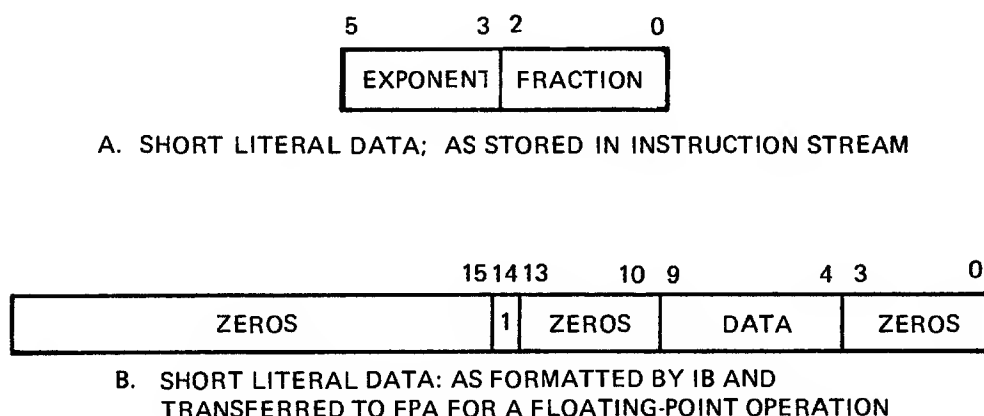 5 3 2 0
EXPONENT FRACTION
A. SHORT LITERAL DATA; AS STORED IN INSTRUCTION STREAM
15 14 13 10 9 4 3 0
ZEROS 1 ZEROS DATA ZEROS
B. SHORT LITERAL DATA: AS FORMATTED BY IB AND
TRANSFERRED TO FPA FOR A FLOATING-POINT OPERATION